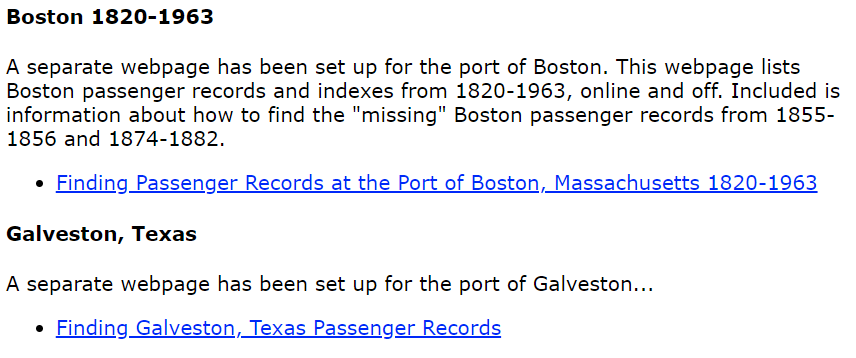 Boston 1820-1963
A separate webpage has been set up for the port of Boston. This webpage lists
Boston passenger records and indexes from 1820-1963, online and off. Included is
information about how to find the "missing" Boston passenger records from 1855-
1856 and 1874-1882.
• Finding Passenger Records at the Port of Boston, Massachusetts 1820-1963
Galveston, Texas
A separate webpage has been set up for the port of Galveston...
• Finding Galveston, Texas Passenger Records